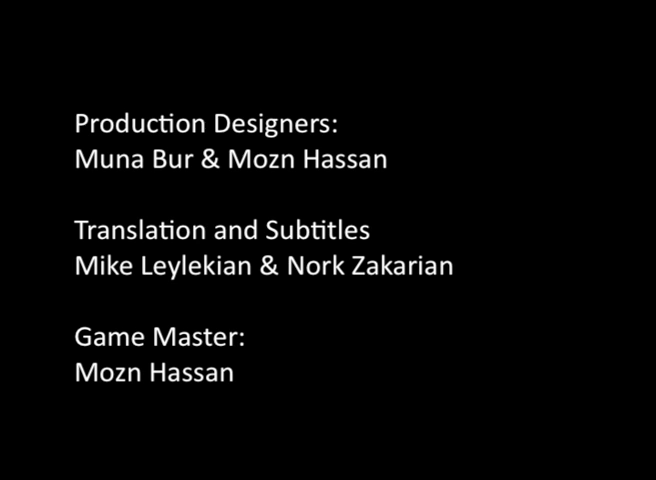 Production Designers:
Muna Bur & Mozn Hassan
Translation and Subtitles
Mike Leylekian & Nork Zakarian
Game Master:
Mozn Hassan